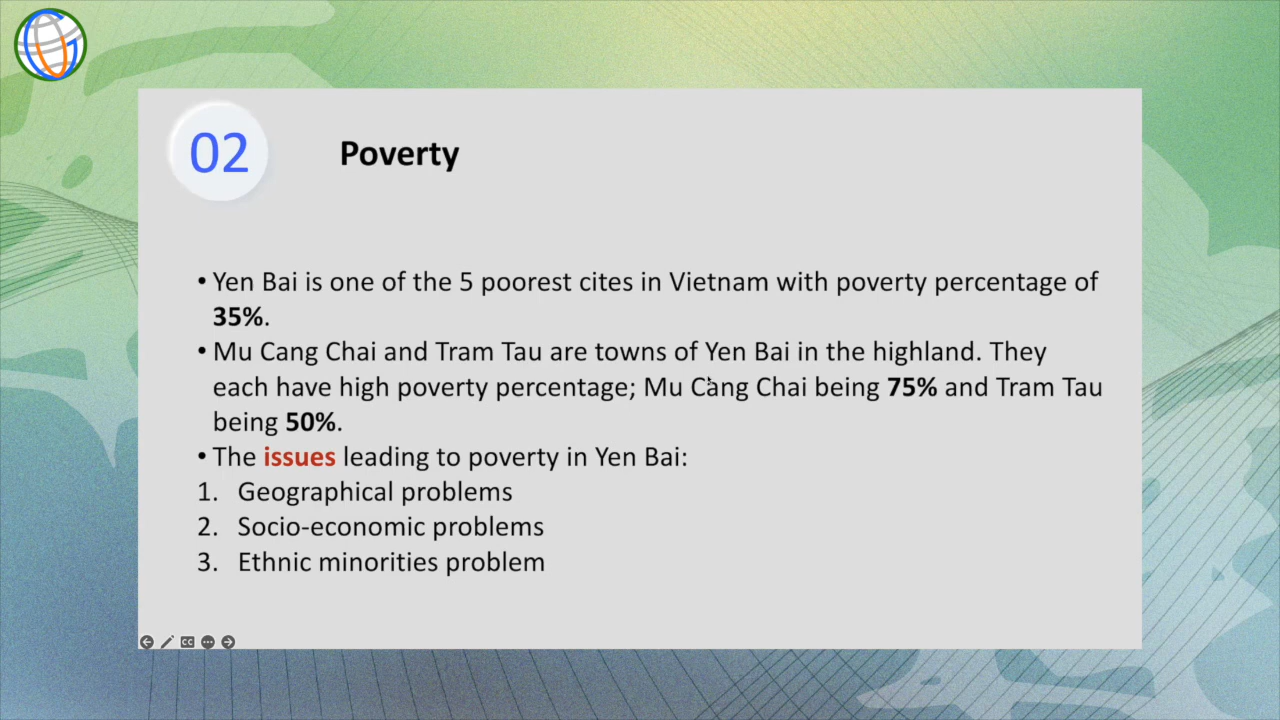 02
Poverty
• Yen Bai is one of the 5 poorest cites in Vietnam with poverty percentage of
35%.
• Mu Cang Chai and Tram Tau are towns of Yen Bai in the highland. They
each have high poverty percentage; Mu Cang Chai being 75% and Tram Tau
being 50%.
• The issues leading to poverty in Yen Bai:
1. Geographical problems
2. Socio-economic problems
3. Ethnic minorities problem
CC